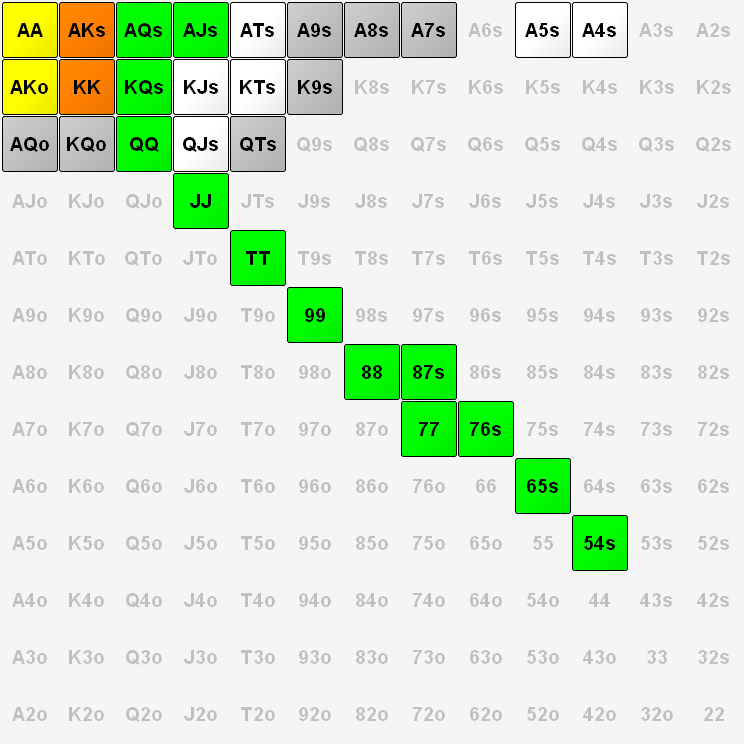 AA AKs AQs AJs ATs A9s A8s A7s A6s A5s A4s A3s A2s
AKo KK KQs KJs KTs K9s K8s K7s K6s K5s K4s K3s K2s
AQo KQo QQ QJs QTs Q9s Q8s Q7s Q6s Q5s Q4s Q3s Q2s
AJo KJo QJo JJ JTs J9s J8s J7s J6s J5s J4s J3s J2s
ATo KTo QTo JTo TT T9s T8s T7s T6s T5s T4s T3s T2s
A9o K9o Q9o J9o T9o 99 98s 97s 96s 95s 94s 93s 92s
A8o K8o Q8o J8o T8o 98o 88 87s 86s 85s 84s 83s 82s
A7o K7o Q7o J7o T7o 97o 87o 77 76s 75s 74s 73s 72s
A6o K6o Q6o J6o T6o 96o 86o 76o 66 65s 64s 63s 62s
A5o K5o Q5o J5o T5o 95o 85o 75o 65o 55 54s 53s 52s
A4o K4o Q4o J4o T4o 94o 84o 74o 64o 54o 44 43s 42s
A3o K3o Q3o J3o T3o 93o 83o 73o 63o 53o 43o 33 32s
A2o K2o Q2o J2o T2o 92o 82o 72o 62o 52o 42o 32o 22